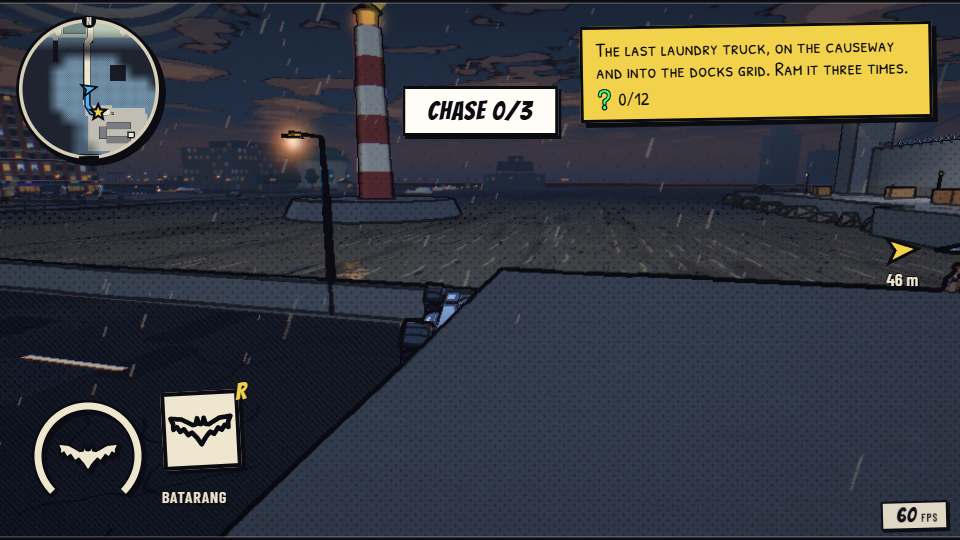 N
THE LAST LAUNDRY TRUCK, ON THE CAUSEWAY
AND INTO THE DOCKS GRID. RAM IT THREE TIMES.
? 0/12
CHASE 0/3
46 m
R
BATARANG
60 FPS